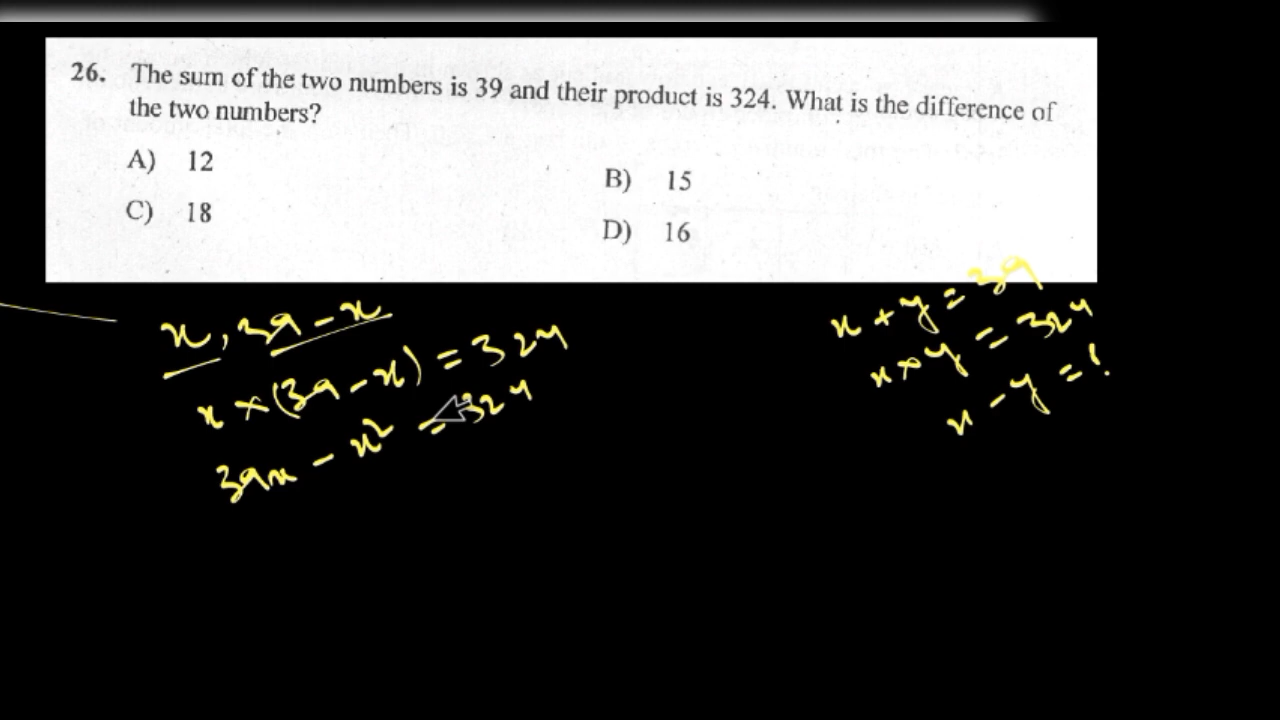 26. The sum of the two numbers is 39 and their product is 324. What is the difference of
the two numbers?
A) 12
B) 15
C) 18
D) 16
x, 39-x
x × (39-x) = 324
39x - x² = 324
x + y = 39
x × y = 324
x - y = ?